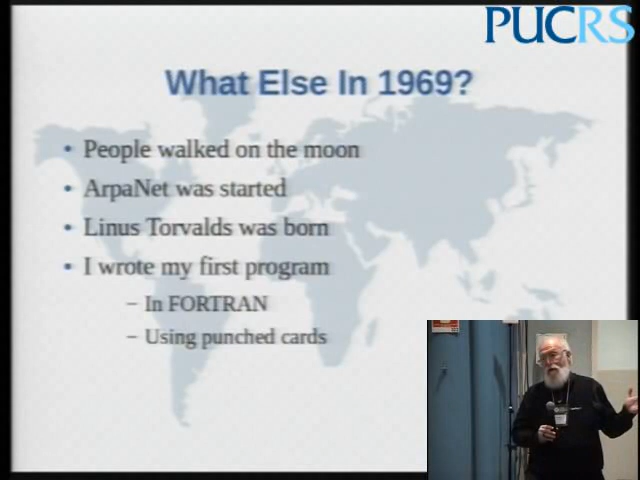 PUCRS
What Else In 1969?
• People walked on the moon
• ArpaNet was started
• Linus Torvalds was born
• I wrote my first program
– In FORTRAN
– Using punched cards